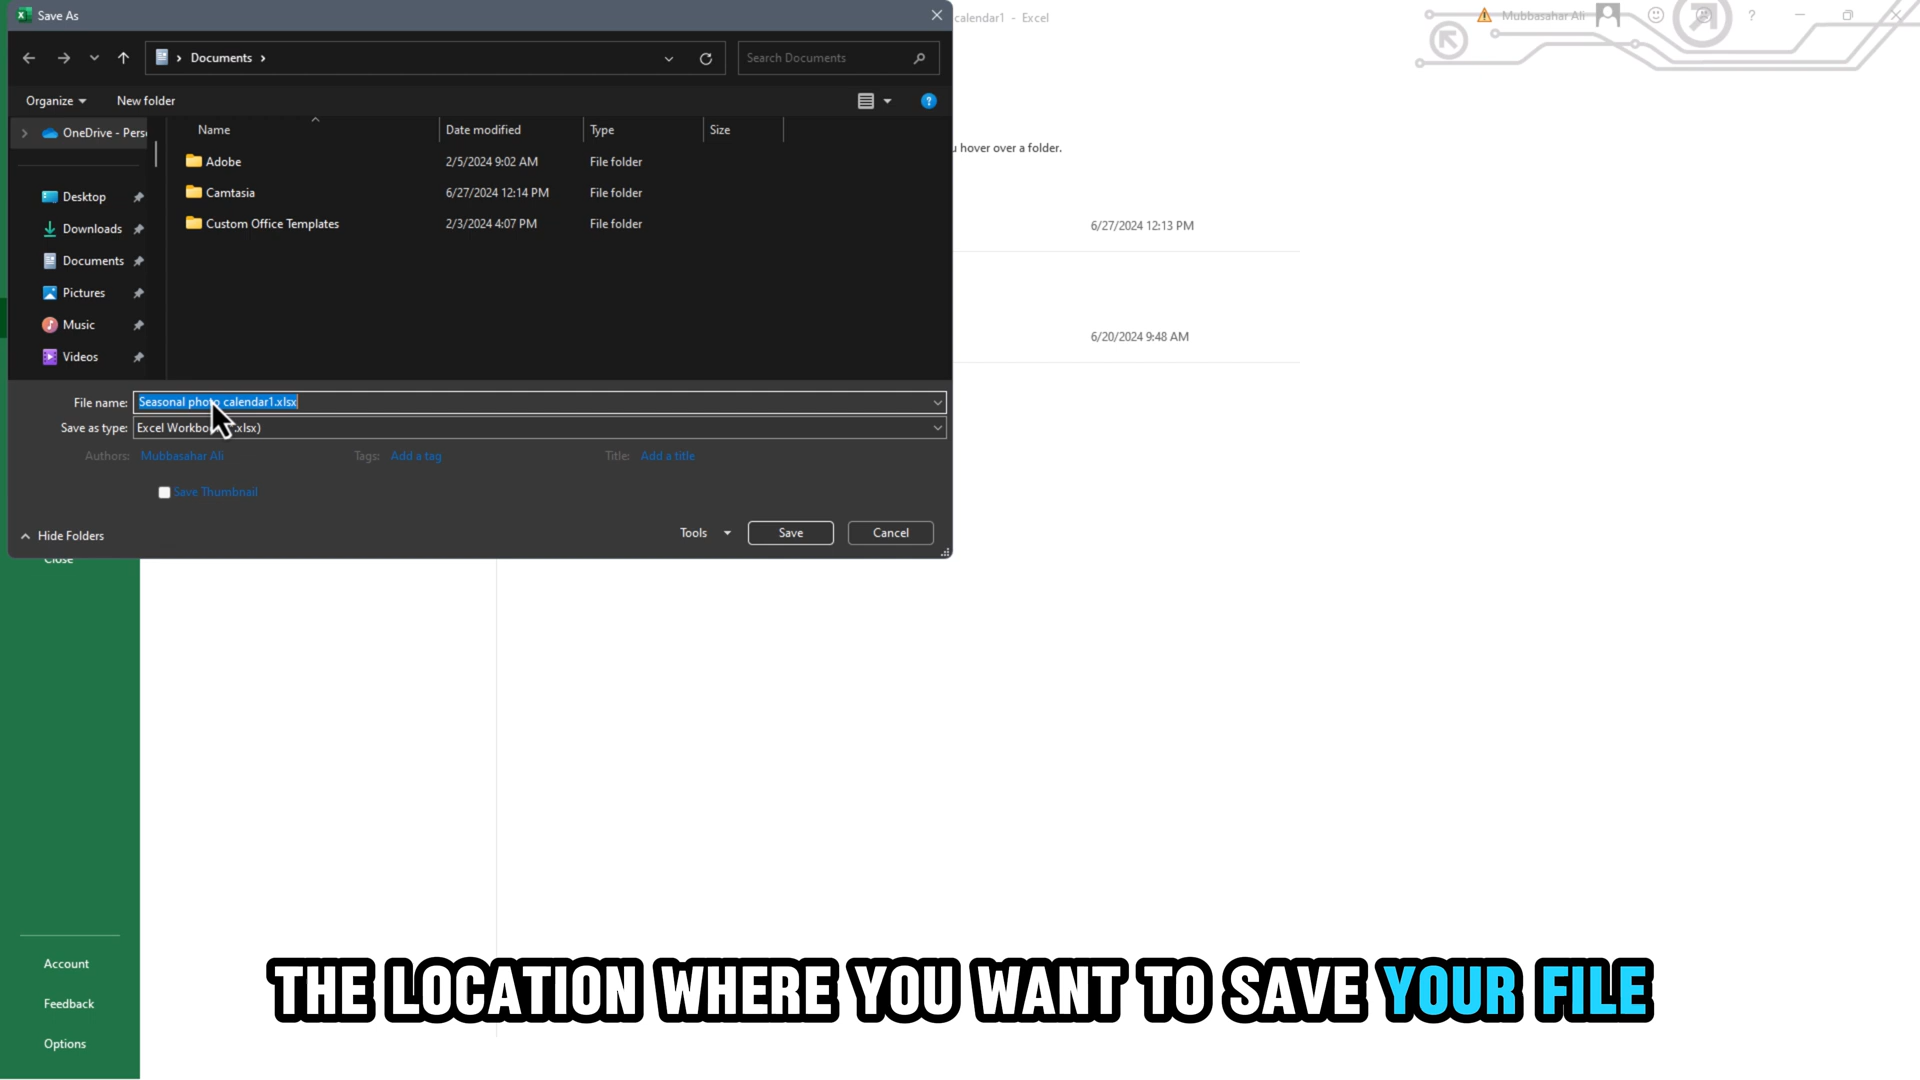 Save As
calendar1 - Excel
Mubbasahar Ali
?
Documents
Search Documents
Organize
New folder
?
OneDrive - Pers
Name
Date modified
Type
Size
u hover over a folder.
Adobe
2/5/2024 9:02 AM
File folder
Desktop
Camtasia
6/27/2024 12:14 PM
File folder
Downloads
Custom Office Templates
2/3/2024 4:07 PM
File folder
6/27/2024 12:13 PM
Documents
Pictures
Music
6/20/2024 9:48 AM
Videos
File name:
Seasonal photo calendar1.xlsx
Save as type:
Excel .xlsx)
Authors:
Mubbasahar Ali
Tags:
Add a tag
Title:
Add a title
Save Thumbnail
Hide Folders
Tools
Save
Cancel
Close
Account
Feedback
Options
THE LOCATION WHERE YOU WANT TO SAVE YOUR FILE